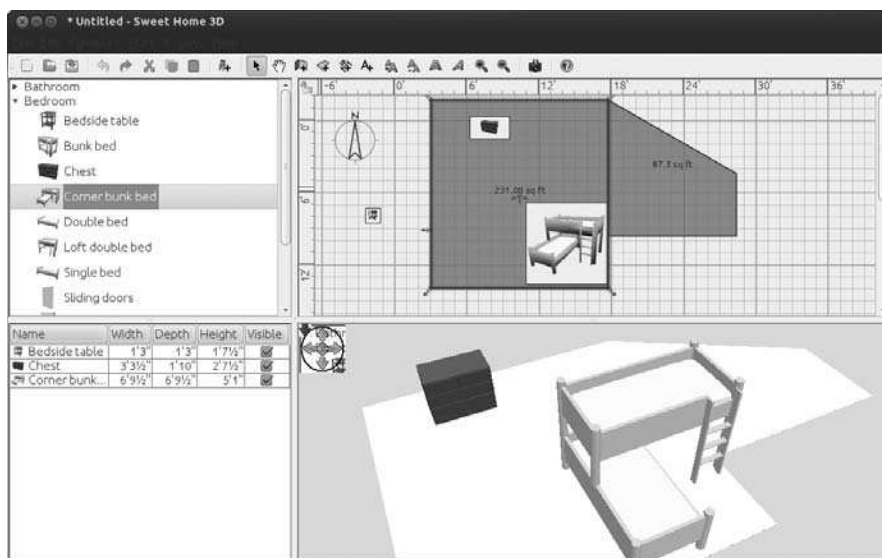 * Untitled - Sweet Home 3D
Bathroom
Bedroom
Bedside table
Bunk bed
Chest
Corner bunk bed
Double bed
Loft double bed
Single bed
Sliding doors
-6' 0' 6' 12' 18' 24' 30' 36'
0'
6'
12'
N
231.08 sq ft
87.3 sq ft
Name Width Depth Height Visible
Bedside table 1'3" 1'3" 1'7½"
Chest 3'3½" 1'10" 2'7½"
Corner bunk... 6'9½" 6'9½" 5'1"